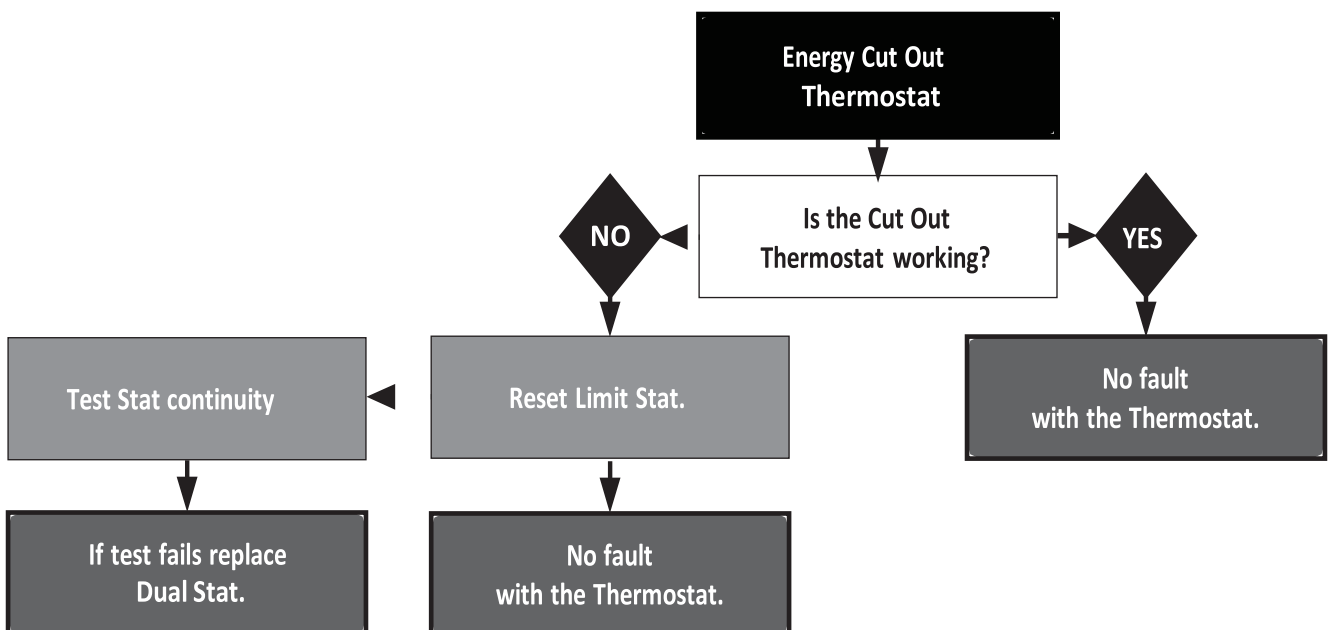 Energy Cut Out
Thermostat
Is the Cut Out
Thermostat working?
NO
YES
Test Stat continuity
Reset Limit Stat.
No fault
with the Thermostat.
If test fails replace
Dual Stat.
No fault
with the Thermostat.